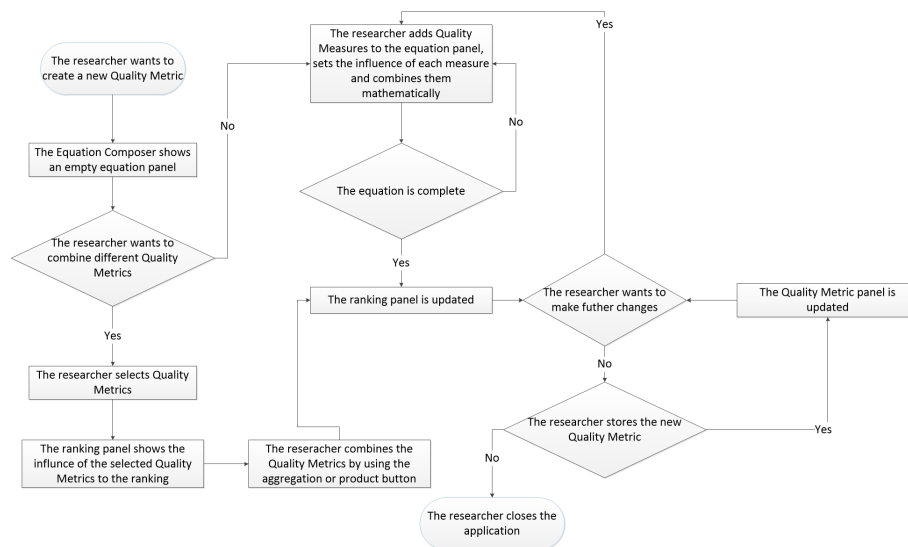 The researcher wants to
create a new Quality Metric
The Equation Composer shows
an empty equation panel
The researcher wants to
combine different Quality
Metrics
No
Yes
The researcher selects Quality
Metrics
The ranking panel shows the
influnce of the selected Quality
Metrics to the ranking
The reseracher combines the
Quality Metrics by using the
aggregation or product button
The researcher adds Quality
Measures to the equation panel,
sets the influence of each measure
and combines them
mathematically
No
The equation is complete
Yes
The ranking panel is updated
Yes
The researcher wants to
make futher changes
The Quality Metric panel is
updated
No
The researcher stores the new
Quality Metric
Yes
No
The researcher closes the
application